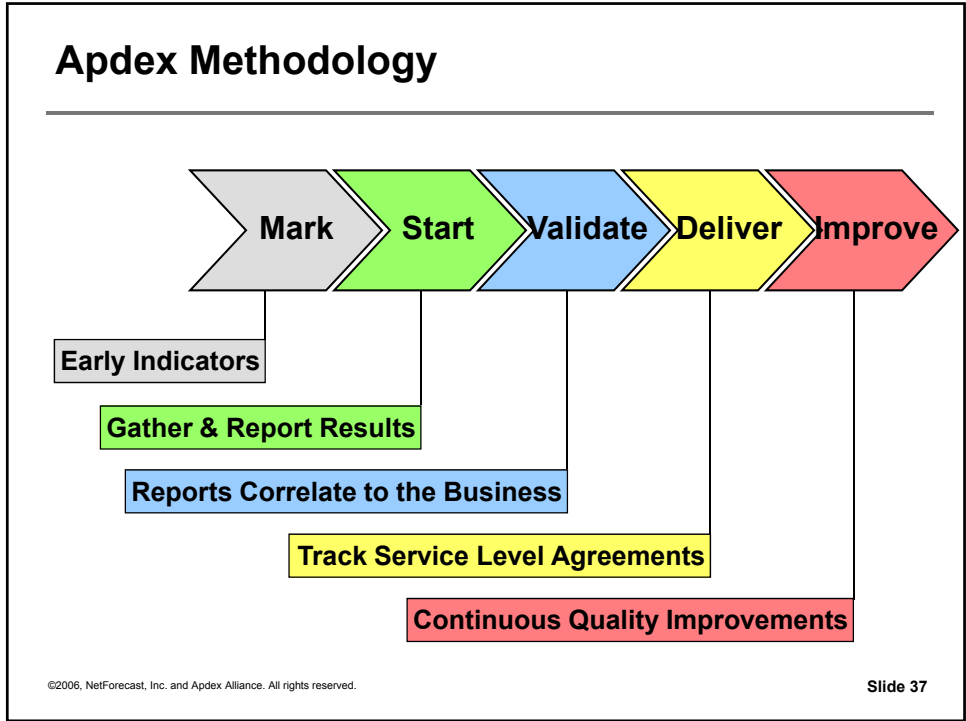 Apdex Methodology
Mark Start Validate Deliver Improve
Early Indicators
Gather & Report Results
Reports Correlate to the Business
Track Service Level Agreements
Continuous Quality Improvements
©2006, NetForecast, Inc. and Apdex Alliance. All rights reserved.
Slide 37